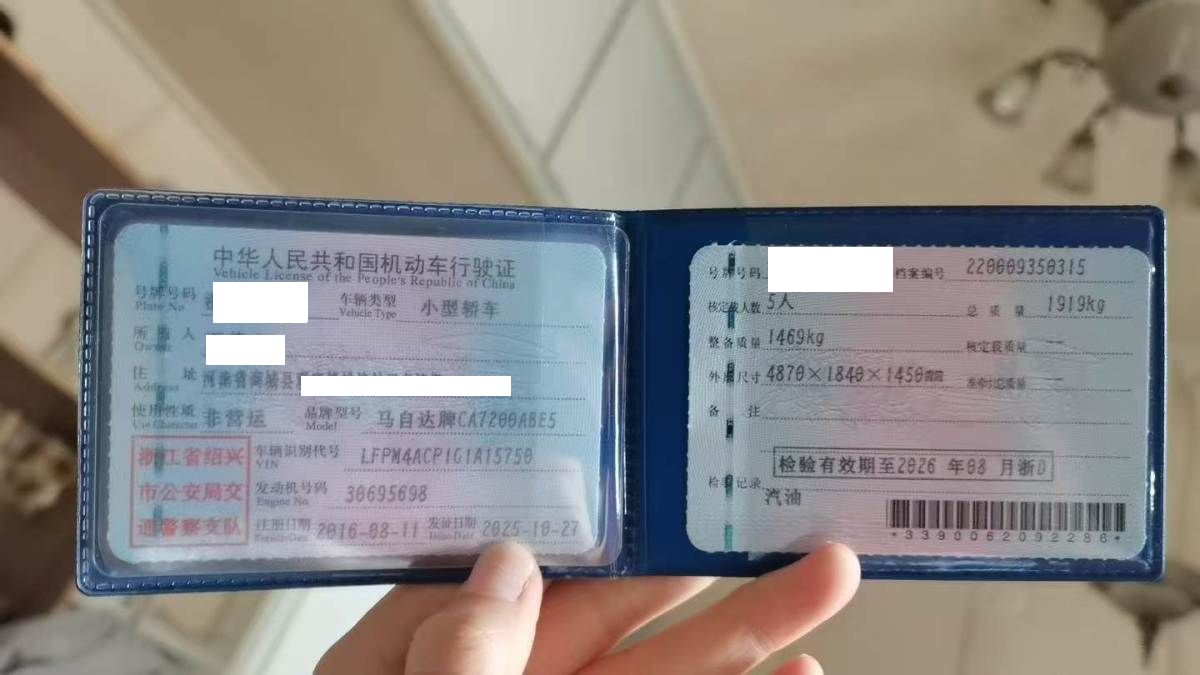 中华人民共和国机动车行驶证
Vehicle License of the People's Republic of China
号牌号码
Plate No.
车辆类型 小型轿车
Vehicle Type
所有人
Owner
住址 河南省商城县
Address
使用性质 非营运 品牌型号 马自达牌CA7200ABE5
Use Character Model
浙江省绍兴
市公安局交
通警察支队
车辆识别代号 LFPM4ACP1G1A15750
VIN
发动机号码 30695698
Engine No.
注册日期 2016-08-11 发证日期 2025-10-27
Register Date Issue Date
号牌号码 档案编号 220009350315
核定载人数 5人 总质量 1919kg
整备质量 1469kg 核定载质量 --
外廓尺寸 4870×1840×1450mm 准牵引总质量 --
备注
检验有效期至2026 年08 月浙D
检验记录
汽油
*3390062092286*